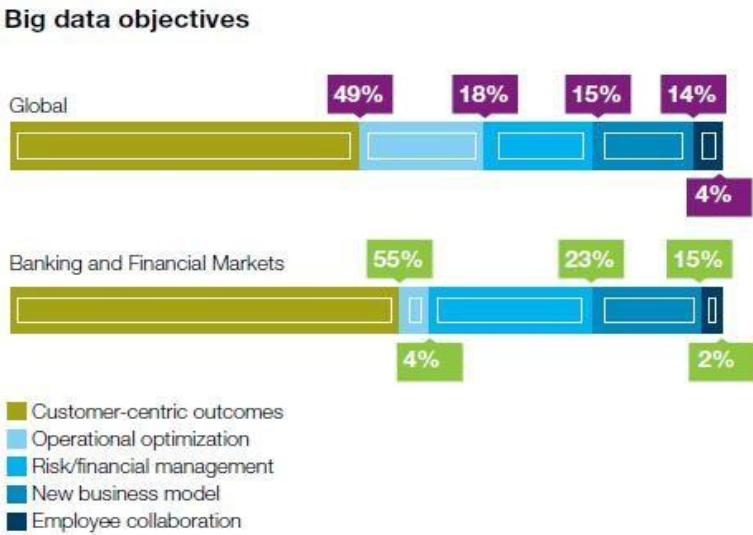 Big data objectives
Global
49% 18% 15% 14%
4%
Banking and Financial Markets
55% 23% 15%
4% 2%
Customer-centric outcomes
Operational optimization
Risk/financial management
New business model
Employee collaboration